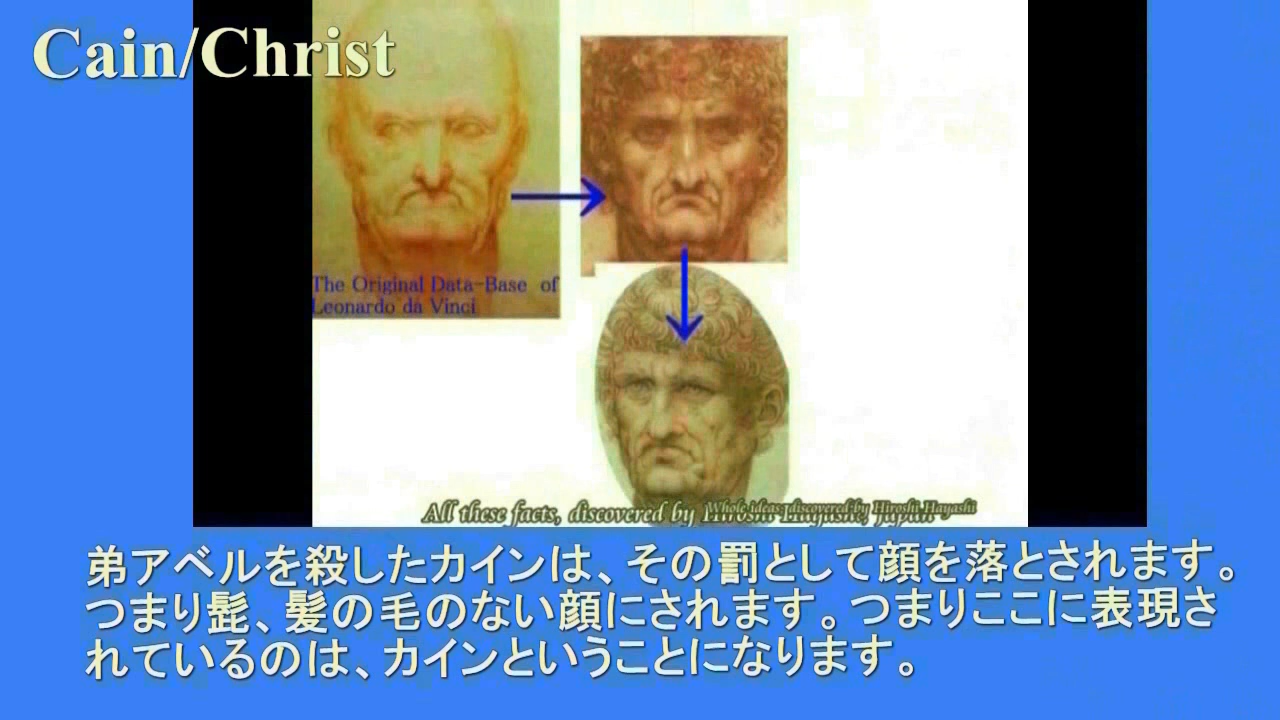 Cain/Christ
The Original Data-Base of
Leonardo da Vinci
All these facts, discovered by Hiroshi Hayashi, Japan
Whole ideas discovered by Hiroshi Hayashi
弟アベルを殺したカインは、その罰として顔を落とされます。
つまり髭、髪の毛のない顔にされます。つまりここに表現さ
れているのは、カインということになります。